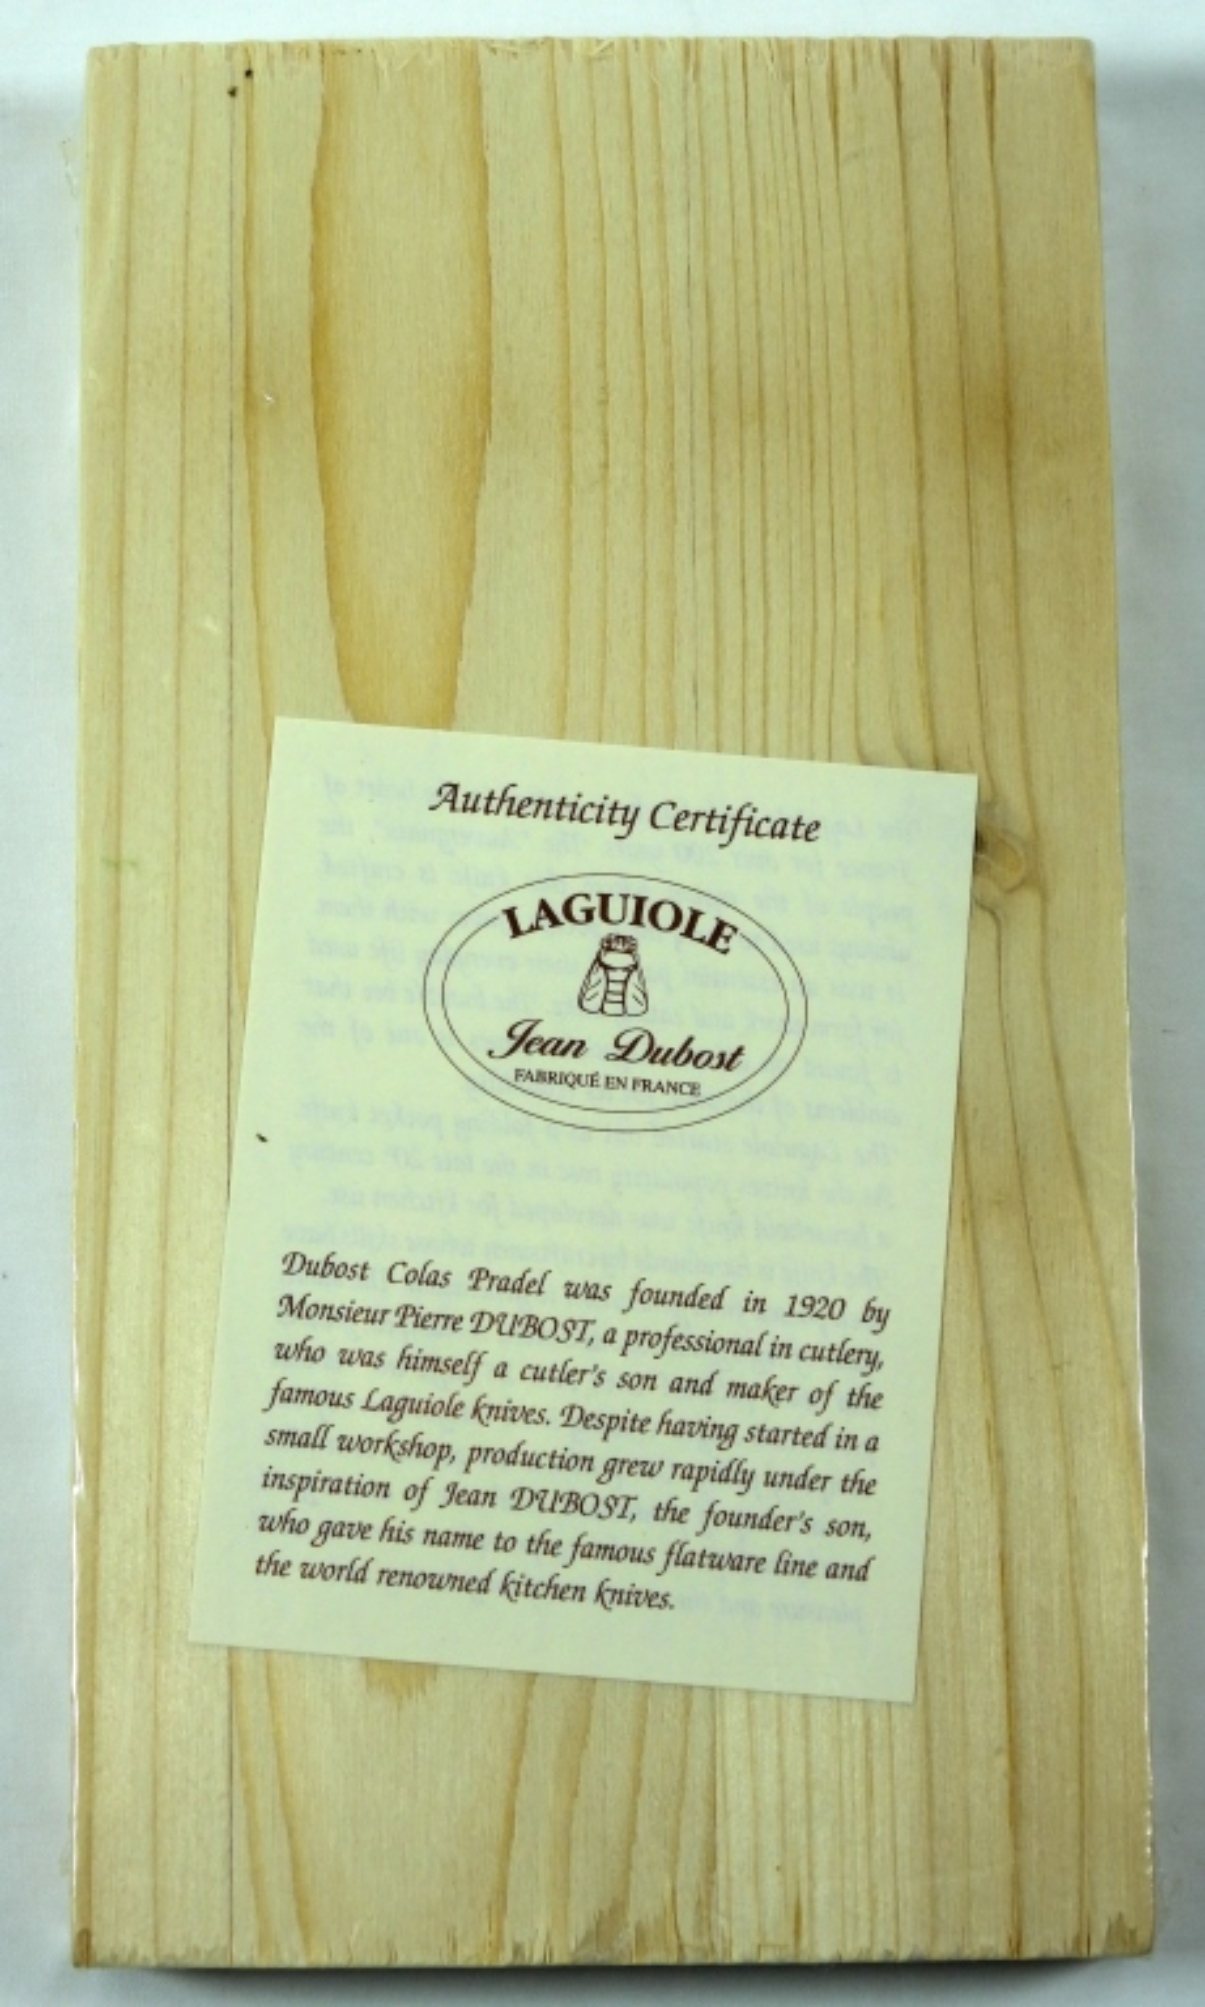 Authenticity Certificate
LAGUIOLE
Jean Dubost
FABRIQUÉ EN FRANCE
Dubost Colas Pradel was founded in 1920 by
Monsieur Pierre DUBOST, a professional in cutlery,
who was himself a cutler's son and maker of the
famous Laguiole knives. Despite having started in a
small workshop, production grew rapidly under the
inspiration of Jean DUBOST, the founder's son,
who gave his name to the famous flatware line and
the world renowned kitchen knives.